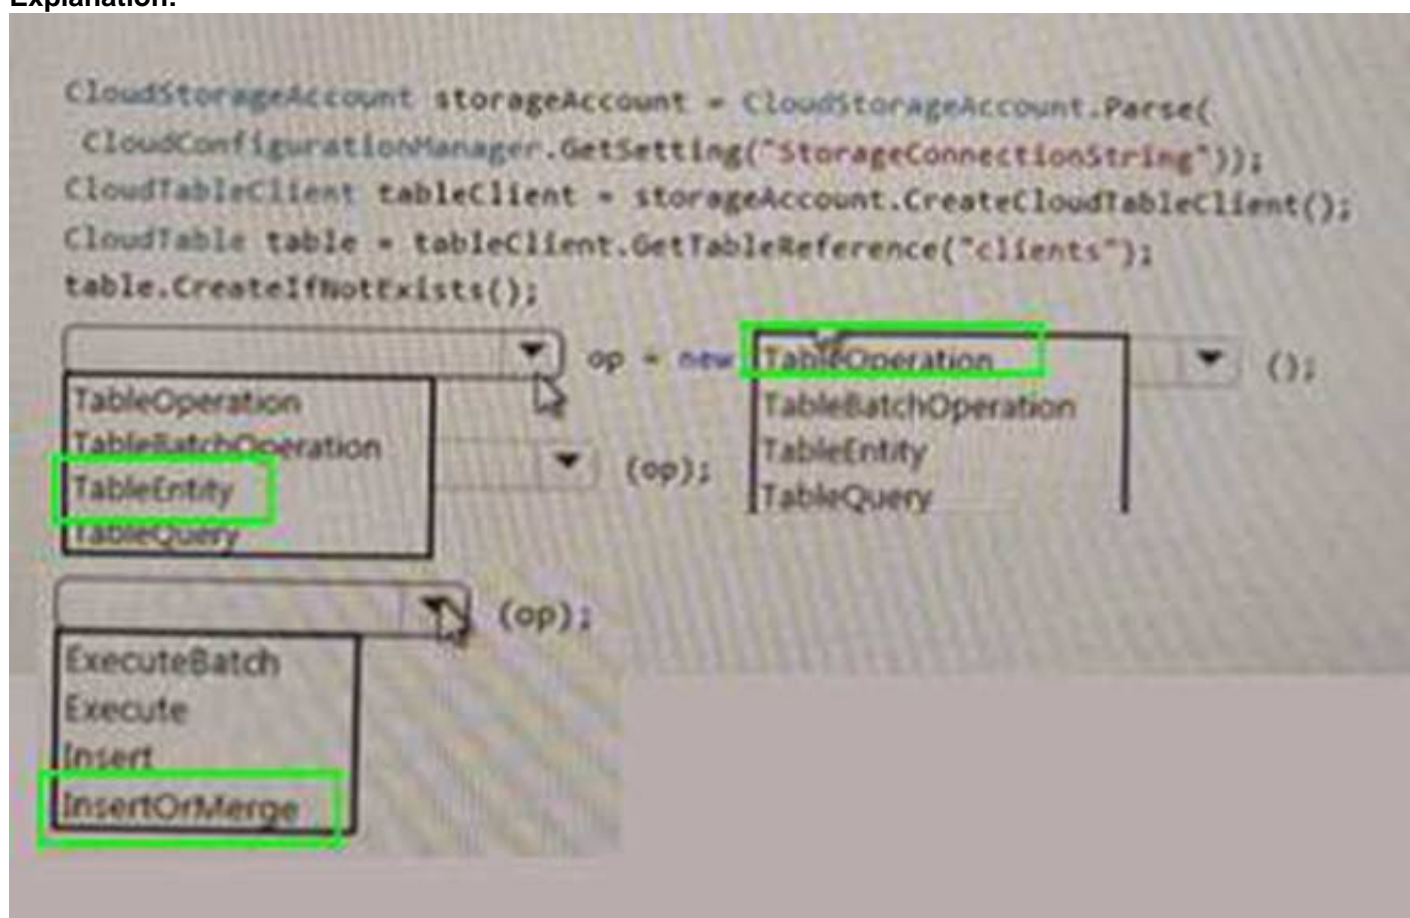 Explanation:
CloudStorageAccount storageAccount = CloudStorageAccount.Parse(
CloudConfigurationManager.GetSetting("StorageConnectionString"));
CloudTableClient tableClient = storageAccount.CreateCloudTableClient();
CloudTable table = tableClient.GetTableReference("clients");
table.CreateIfNotExists();
op = new TableOperation ();
TableOperation
TableBatchOperation
TableEntity
TableQuery
(op);
TableBatchOperation
TableEntity
TableQuery
(op);
ExecuteBatch
Execute
Insert
InsertOrMerge